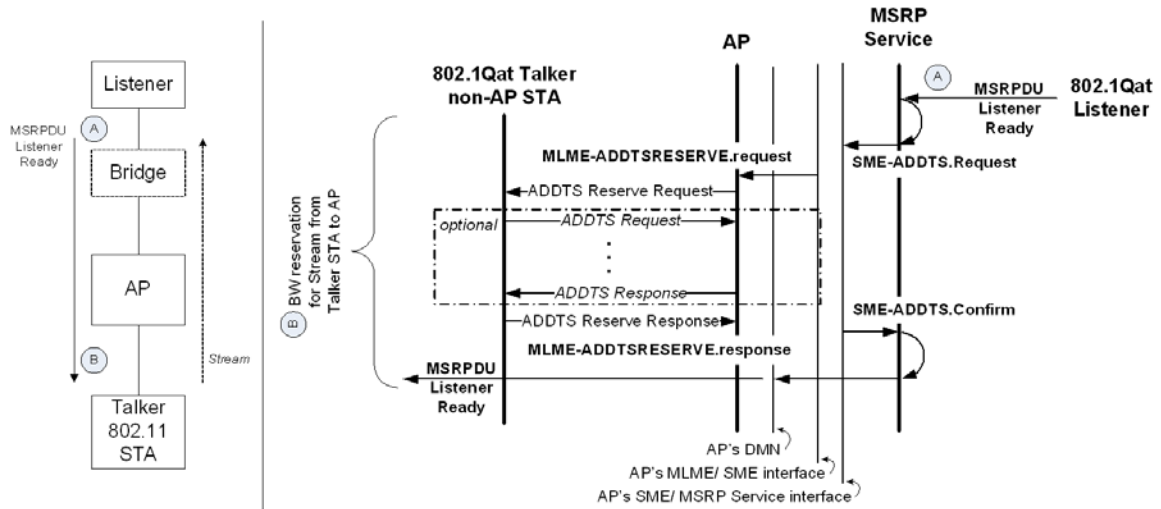 Listener
A
MSRPDU
Listener
Ready
Bridge
AP
B
Stream
Talker
802.11
STA
MSRP
Service
AP
802.1Qat Talker
non-AP STA
A
MSRPDU
Listener
Ready
802.1Qat
Listener
MLME-ADDTSRESERVE.request
SME-ADDTS.Request
ADDTS Reserve Request
optional
ADDTS Request
ADDTS Response
B
BW reservation
for Stream from
Talker STA to AP
SME-ADDTS.Confirm
ADDTS Reserve Response
MLME-ADDTSRESERVE.response
MSRPDU
Listener
Ready
AP's DMN
AP's MLME/ SME interface
AP's SME/ MSRP Service interface